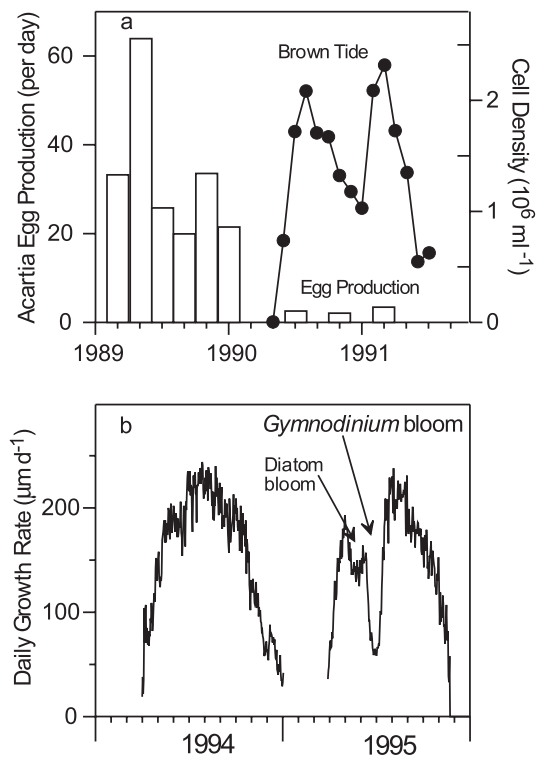 a
Brown Tide
Egg Production
Acartia Egg Production (per day)
60
40
20
0
Cell Density (10⁶ ml⁻¹)
2
1
0
1989
1990
1991
b
Gymnodinium bloom
Diatom
bloom
Daily Growth Rate (μm d⁻¹)
200
100
0
1994
1995